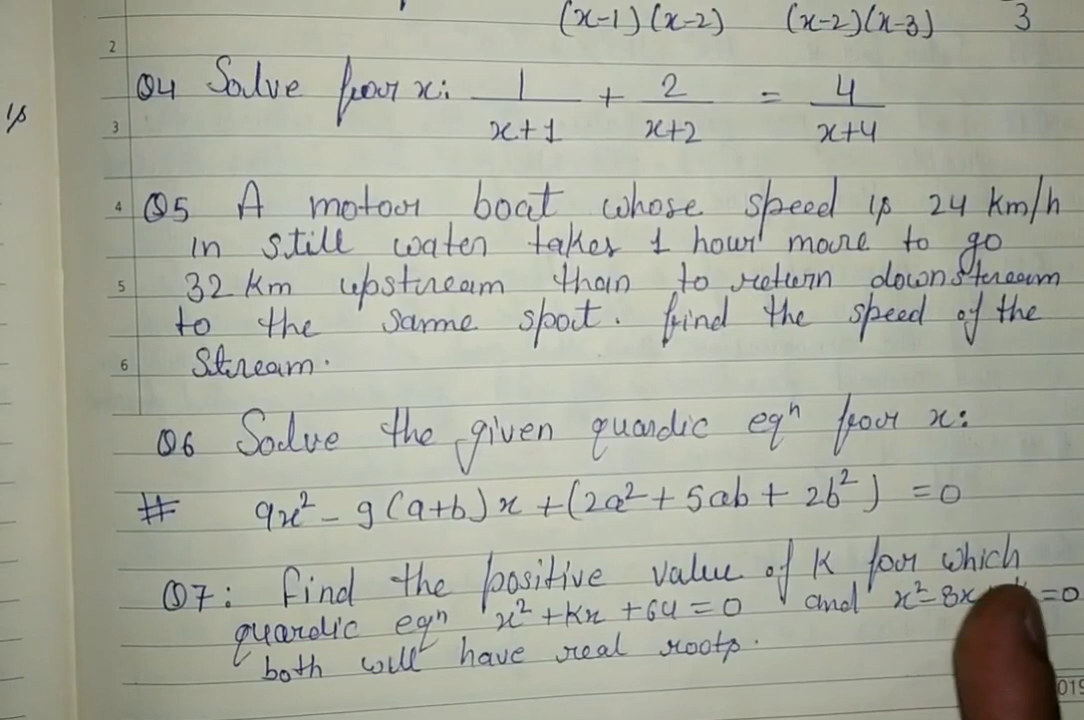 (x-1)(x-2) (x-2)(x-3) 3
2
Q4 Solve for x: 1/(x+1) + 2/(x+2) = 4/(x+4)
is
3
4 Q5 A motor boat whose speed is 24 km/h
in still water takes 1 hour more to go
5 32 km upstream than to return downstream
to the same spot. find the speed of the
6 Stream.
Q6 Solve the given quardic eqⁿ for x:
# 9x² - 9(a+b)x + (2a² + 5ab + 2b²) = 0
Q7: Find the positive value of K for which
quardic eqⁿ x² + Kx + 64 = 0 and x² - 8x = 0
both will have real roots.
019